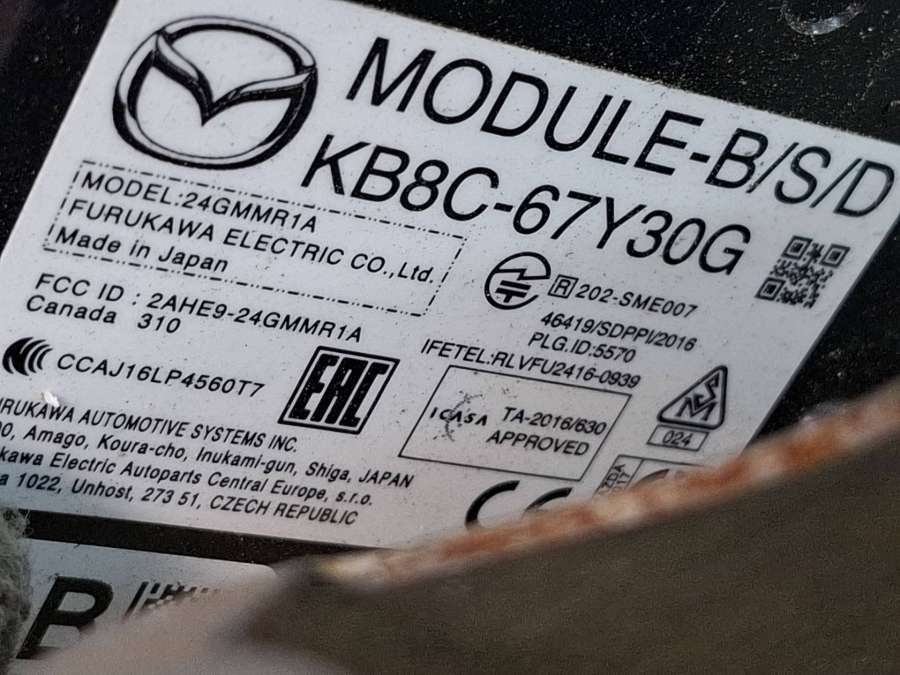 MODULE-B/S/D
KB8C-67Y30G
MODEL:24GMMR1A
FURUKAWA ELECTRIC CO.,Ltd.
Made in Japan
R 202-SME007
46419/SDPPI/2016
PLG.ID:5570
FCC ID : 2AHE9-24GMMR1A
Canada 310
IFETEL:RLVFU2416-0939
CCAJ16LP4560T7
EAC
ICASA TA-2016/630
APPROVED
024
AUTOMOTIVE SYSTEMS INC.
Amago, Koura-cho, Inukami-gun, Shiga, JAPAN
Electric Autoparts Central Europe, s.r.o.
1022, Unhost, 273 51, CZECH REPUBLIC
CE
R